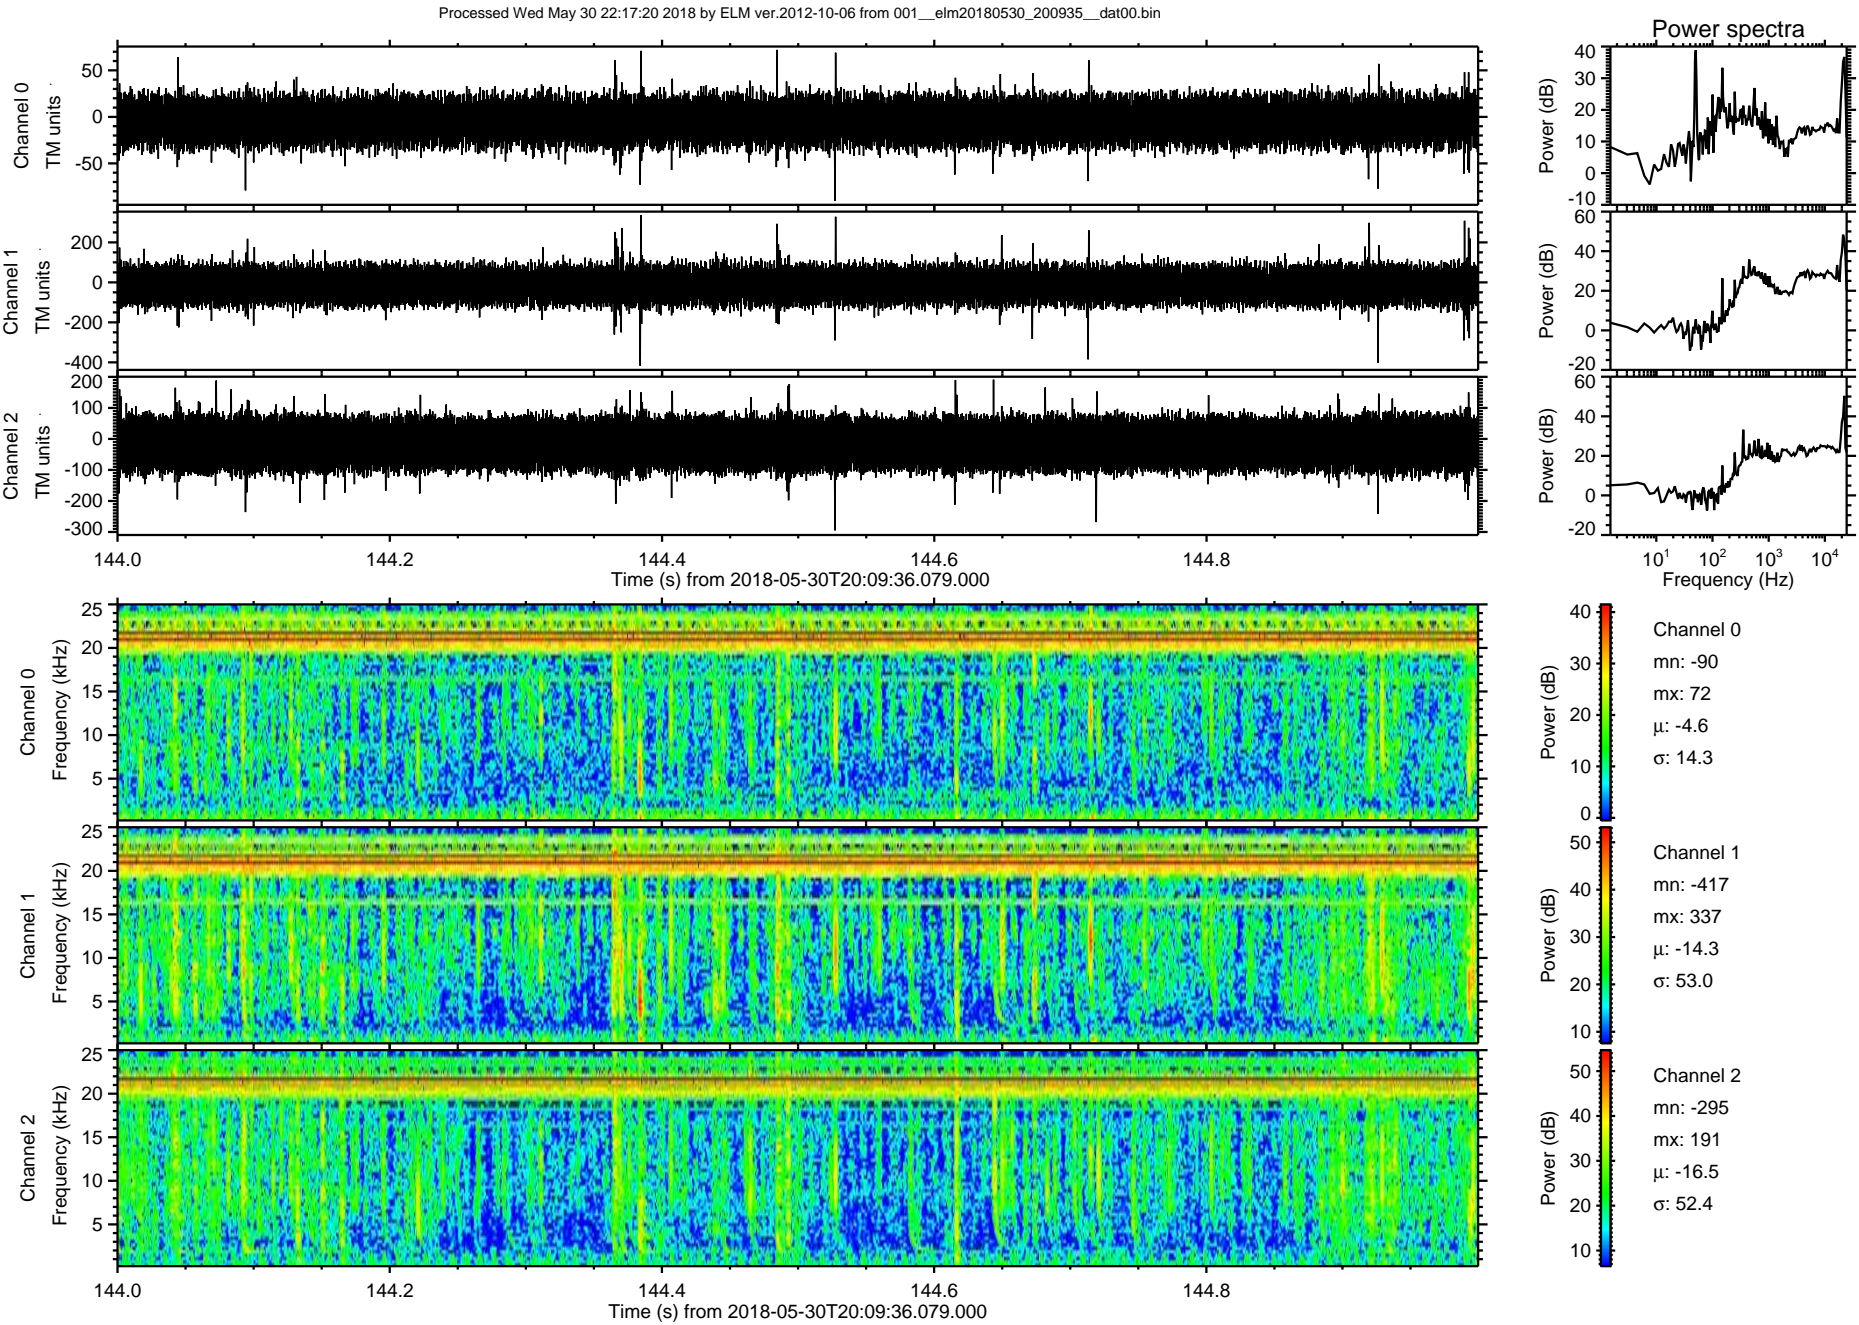 Processed Wed May 30 22:17:20 2018 by ELM ver.2012-10-06 from 001__elm20180530_200935__dat00.bin
Power spectra
Channel 0
TM units
50
0
-50
Power (dB)
40
30
20
10
0
-10
Channel 1
TM units
200
0
-200
-400
Power (dB)
60
40
20
0
-20
Channel 2
TM units
200
100
0
-100
-200
-300
Power (dB)
60
40
20
0
-20
144.0 144.2 144.4 144.6 144.8
Time (s) from 2018-05-30T20:09:36.079.000
10¹ 10² 10³ 10⁴
Frequency (Hz)
Channel 0
Frequency (kHz)
25
20
15
10
5
Power (dB)
40
30
20
10
0
Channel 0
mn: -90
mx: 72
μ: -4.6
σ: 14.3
Channel 1
Frequency (kHz)
25
20
15
10
5
Power (dB)
50
40
30
20
10
Channel 1
mn: -417
mx: 337
μ: -14.3
σ: 53.0
Channel 2
Frequency (kHz)
25
20
15
10
5
Power (dB)
50
40
30
20
10
Channel 2
mn: -295
mx: 191
μ: -16.5
σ: 52.4
144.0 144.2 144.4 144.6 144.8
Time (s) from 2018-05-30T20:09:36.079.000